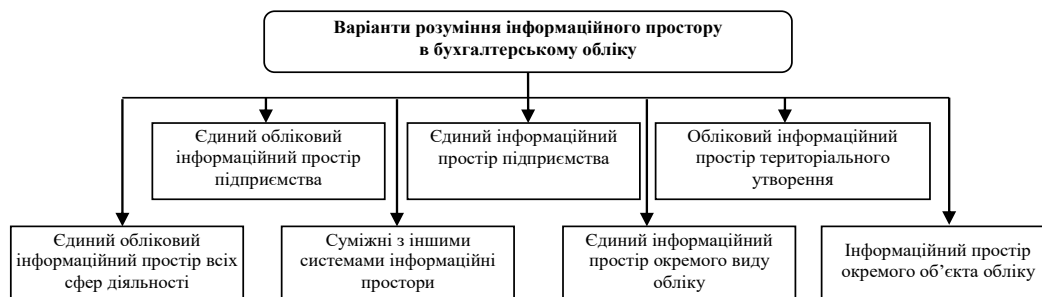 Варіанти розуміння інформаційного простору
в бухгалтерському обліку
Єдиний обліковий
інформаційний простір
підприємства
Єдиний інформаційний
простір підприємства
Обліковий інформаційний
простір територіального
утворення
Єдиний обліковий
інформаційний простір всіх
сфер діяльності
Суміжні з іншими
системами інформаційні
простори
Єдиний інформаційний
простір окремого виду
обліку
Інформаційний простір
окремого об’єкта обліку